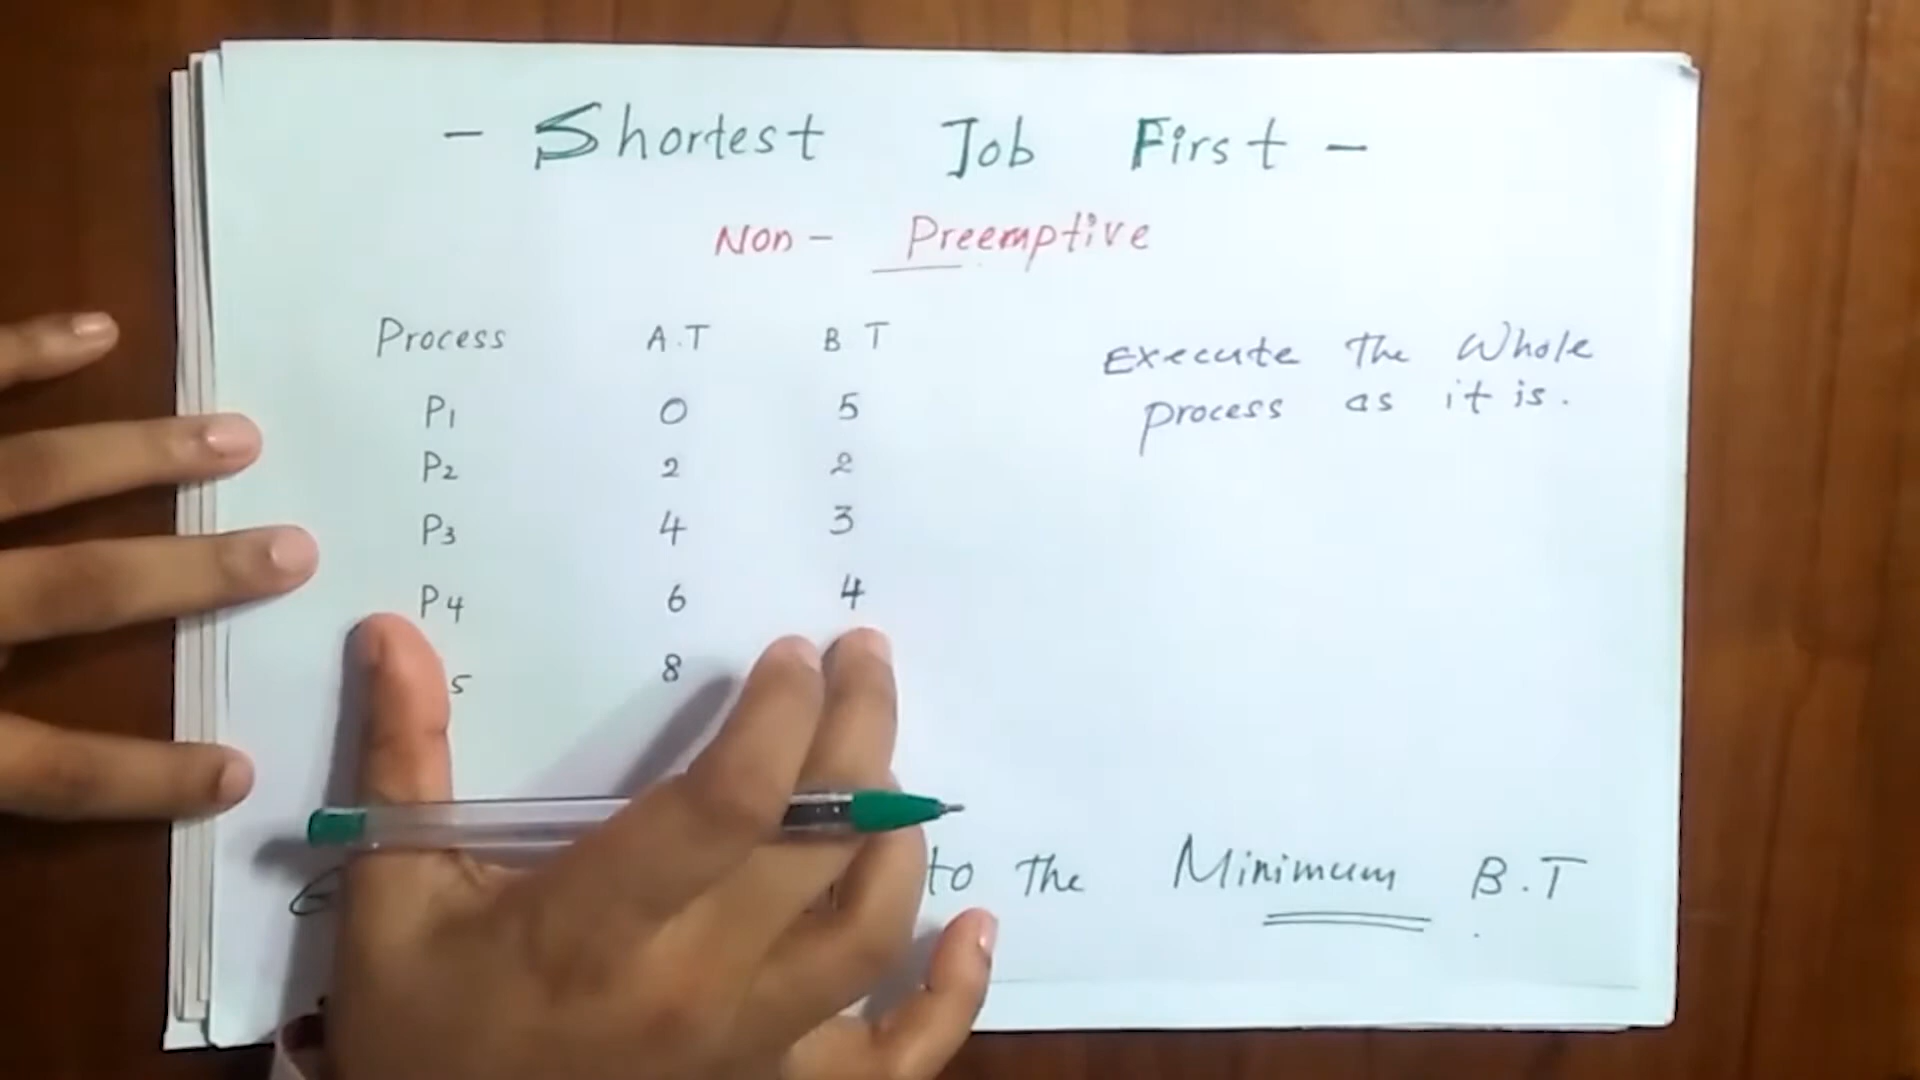 - Shortest Job First -
Non - Preemptive
Process A.T B T
P1 0 5
P2 2 2
P3 4 3
P4 6 4
5 8
Execute the whole
process as it is.
to the Minimum B.T